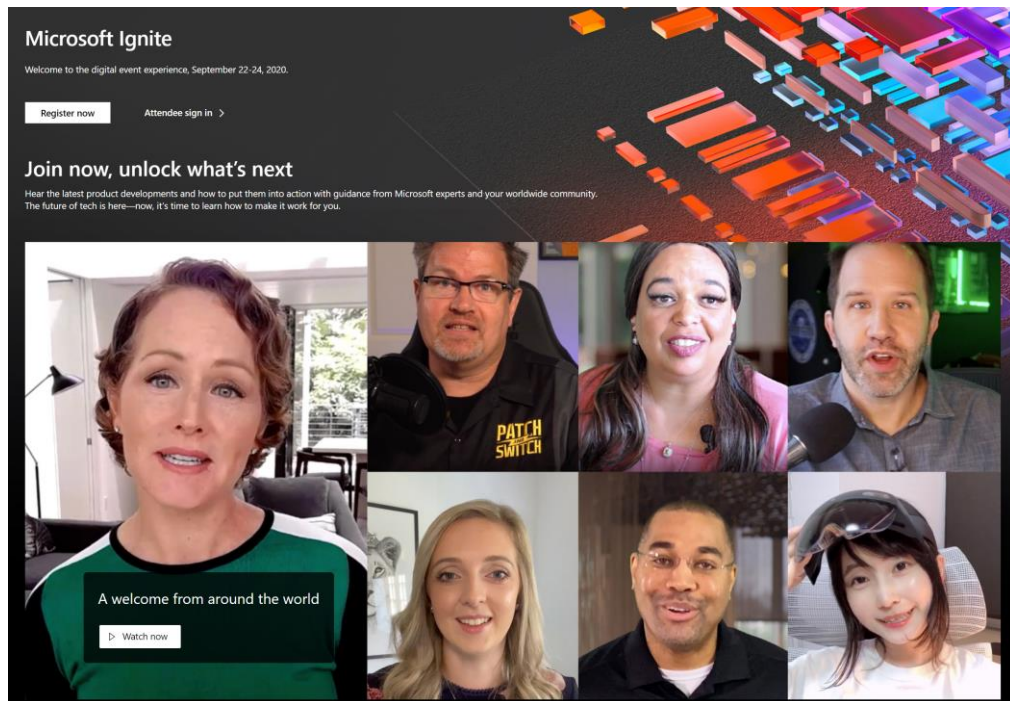 Microsoft Ignite
Welcome to the digital event experience, September 22-24, 2020.
Register now
Attendee sign in
Join now, unlock what's next
Hear the latest product developments and how to put them into action with guidance from Microsoft experts and your worldwide community.
The future of tech is here—now, it's time to learn how to make it work for you.
PATCH
SWITCH
A welcome from around the world
Watch now